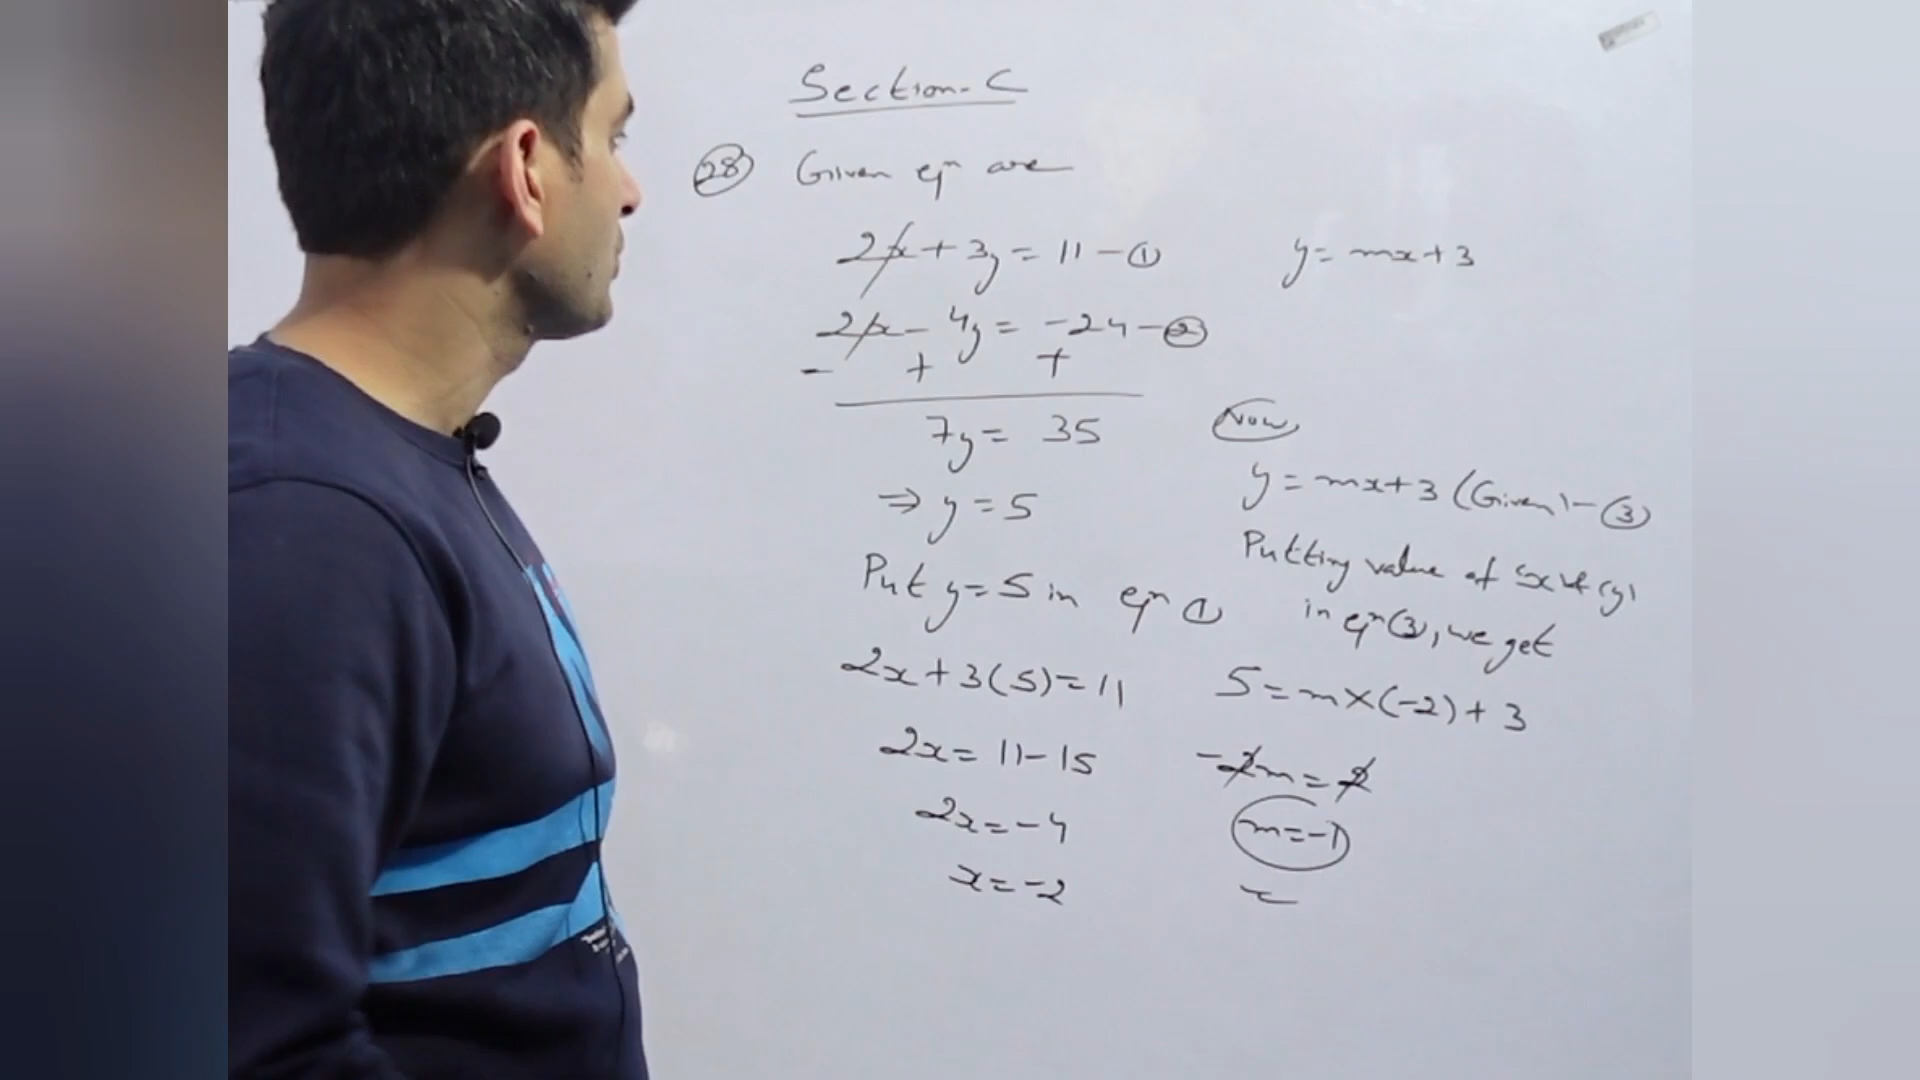 Section-C
28 Given eqn are
2x + 3y = 11 - ①
2x - 4y = -24 - ②
- + +
7y = 35
⇒ y = 5
Put y = 5 in eqn ①
2x + 3(5) = 11
2x = 11 - 15
2x = -4
x = -2
y = mx + 3
Now
y = mx + 3 (Given) - ③
Putting value of 'x' & 'y'
in eqn (3), we get
5 = m × (-2) + 3
-2m = 2
m = -1